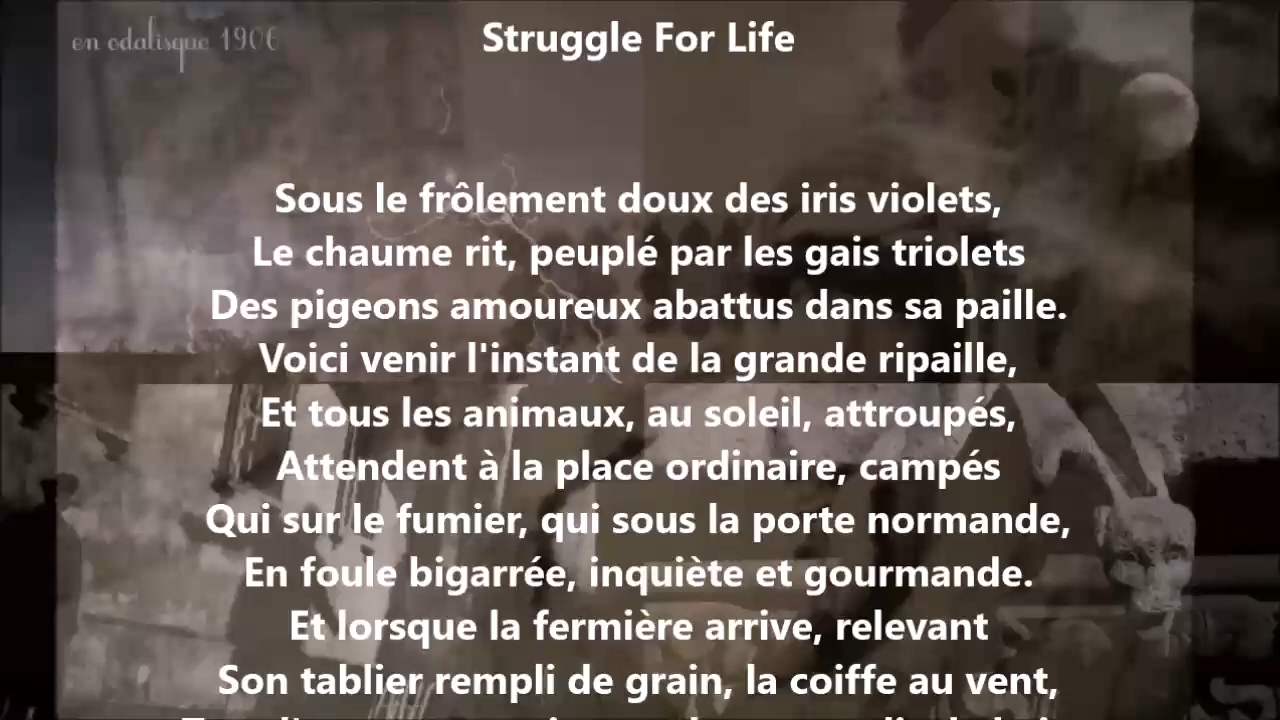 en odalisque 1906
Struggle For Life
Sous le frôlement doux des iris violets,
Le chaume rit, peuplé par les gais triolets
Des pigeons amoureux abattus dans sa paille.
Voici venir l'instant de la grande ripaille,
Et tous les animaux, au soleil, attroupés,
Attendent à la place ordinaire, campés
Qui sur le fumier, qui sous la porte normande,
En foule bigarrée, inquiète et gourmande.
Et lorsque la fermière arrive, relevant
Son tablier rempli de grain, la coiffe au vent,